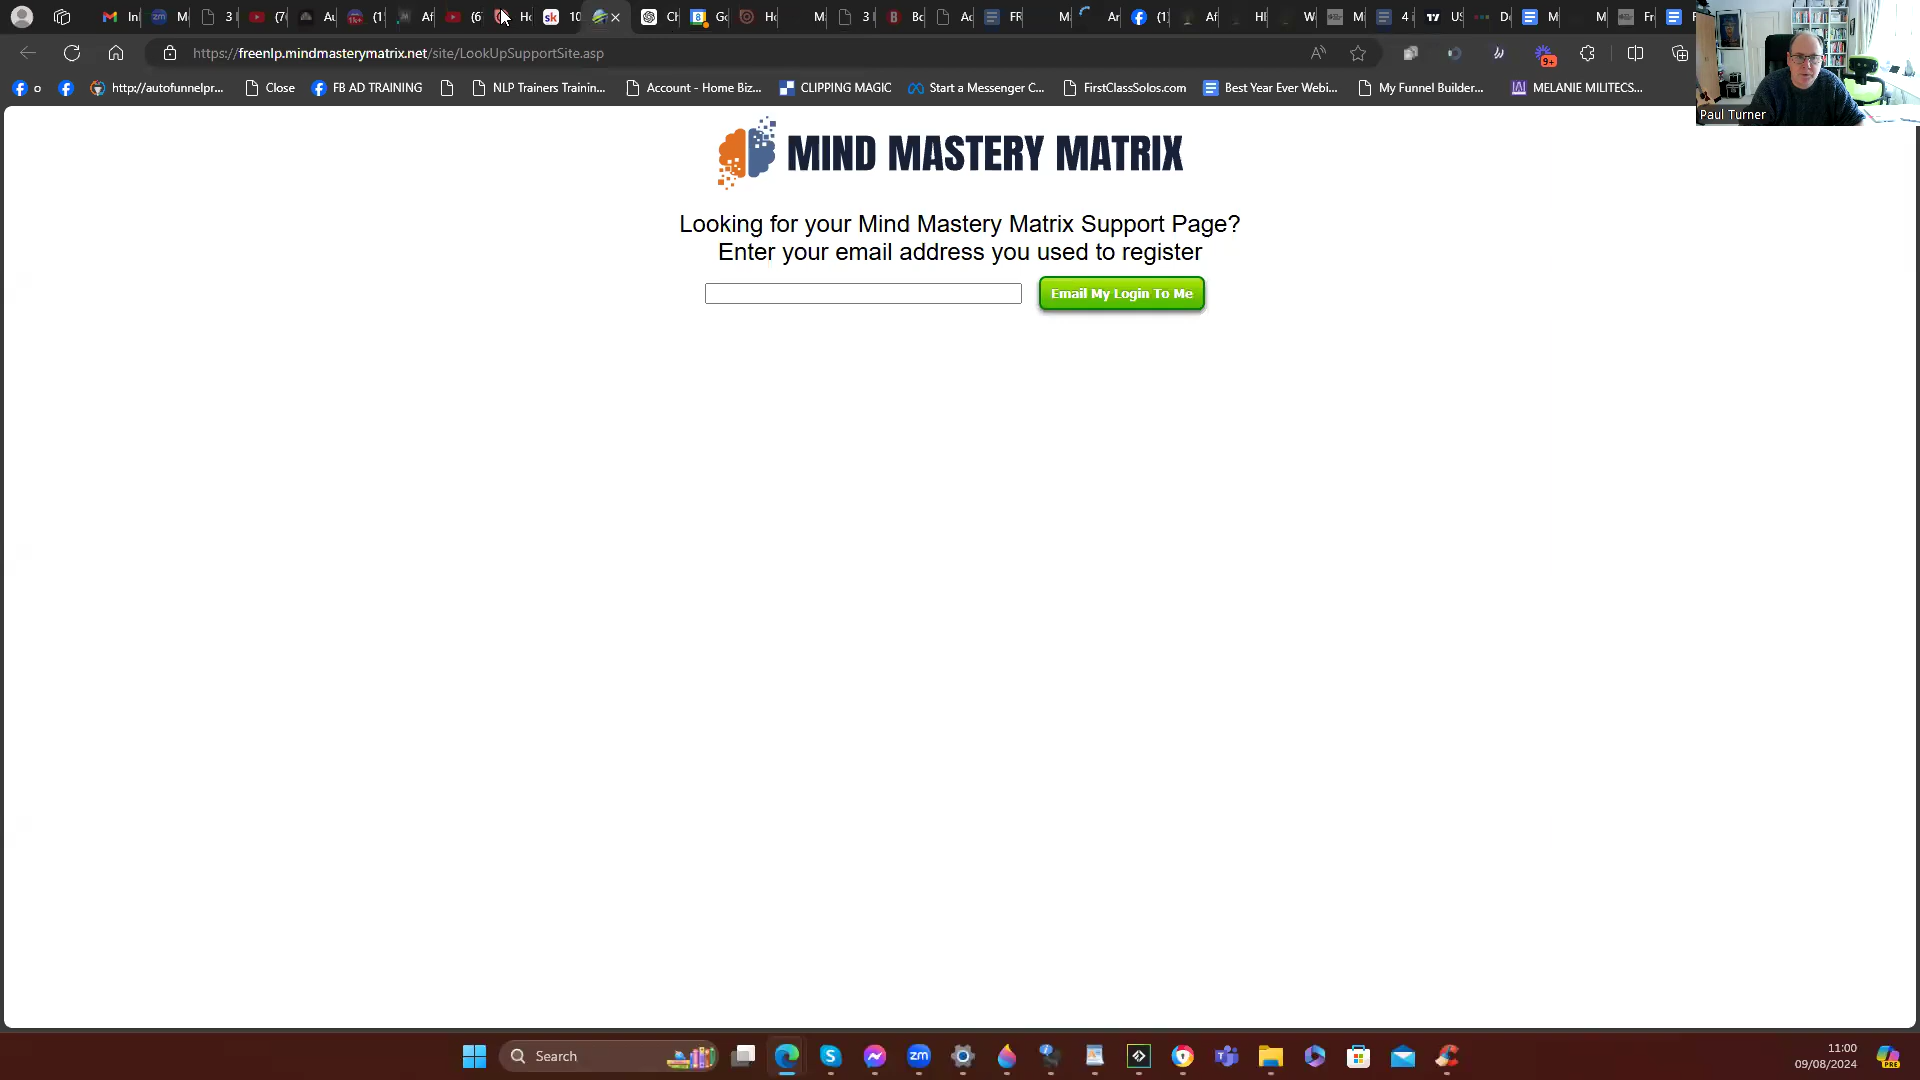 https://freenlp.mindmasterymatrix.net/site/LookUpSupportSite.asp
9+
o
http://autofunnelpr...
Close
FB AD TRAINING
NLP Trainers Trainin...
Account - Home Biz...
CLIPPING MAGIC
Start a Messenger C...
FirstClassSolos.com
Best Year Ever Webi...
My Funnel Builder...
MELANIE MILITECS...
Paul Turner
MIND MASTERY MATRIX
Looking for your Mind Mastery Matrix Support Page?
Enter your email address you used to register
Email My Login To Me
Search
11:00
09/08/2024